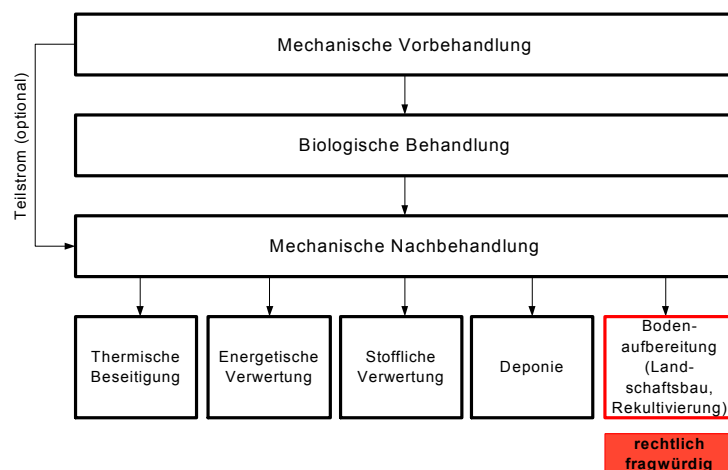 Mechanische Vorbehandlung
Teilstrom (optional)
Biologische Behandlung
Mechanische Nachbehandlung
Thermische
Beseitigung
Energetische
Verwertung
Stoffliche
Verwertung
Deponie
Boden-
aufbereitung
(Land-
schaftsbau,
Rekultivierung)
rechtlich
fragwürdig